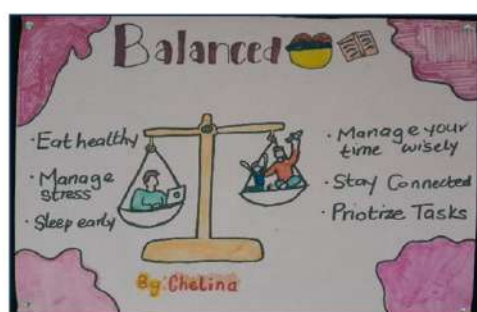 Balanced
· Eat healthy
· Manage
stress
· Sleep early
· Manage your
time wisely
· Stay Connected
· Priotize Tasks
By: Chelina